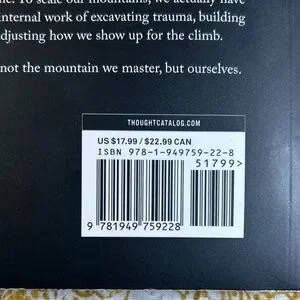 To scale our mountains, we actually have
internal work of excavating trauma, building
djusting how we show up for the climb.
not the mountain we master, but ourselves.
THOUGHTCATALOG.COM
US $17.99 / $22.99 CAN
ISBN 978-1-949759-22-8
51799>
9 781949 759228